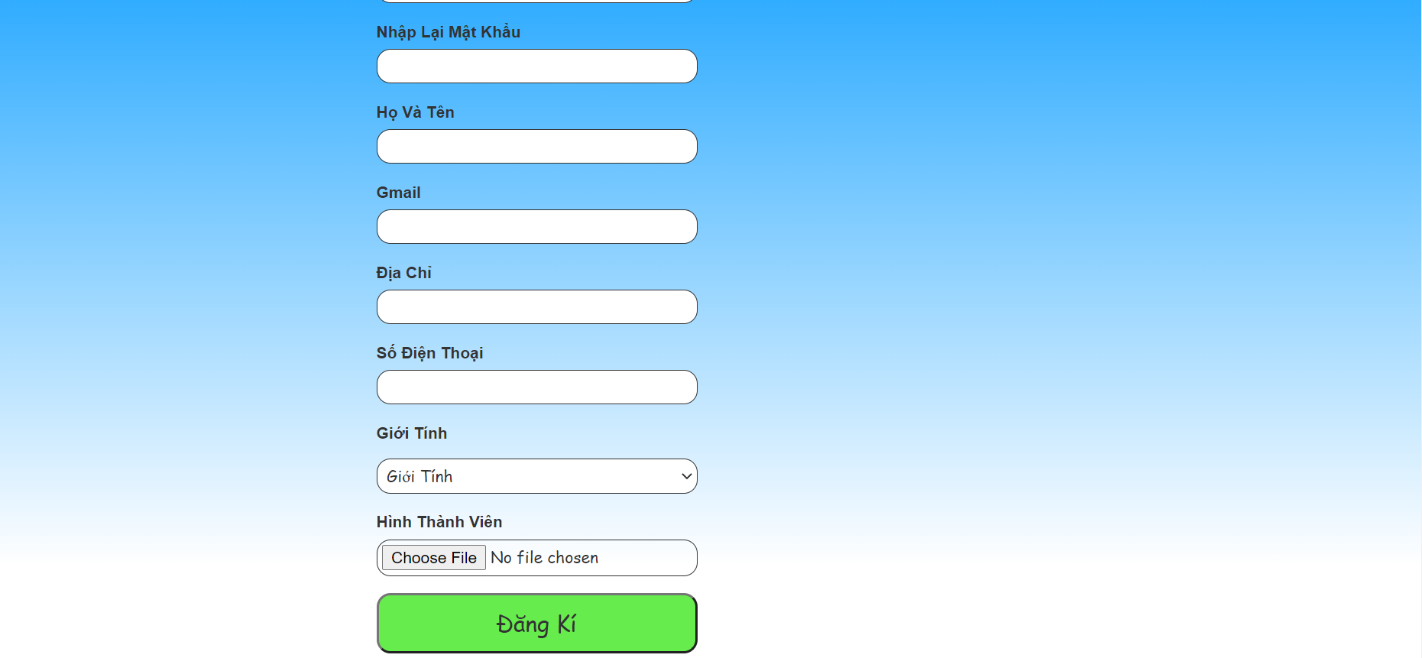 Nhập Lại Mật Khẩu
Họ Và Tên
Gmail
Địa Chỉ
Số Điện Thoại
Giới Tính
Giới Tính
Hình Thành Viên
Choose File No file chosen
Đăng Kí